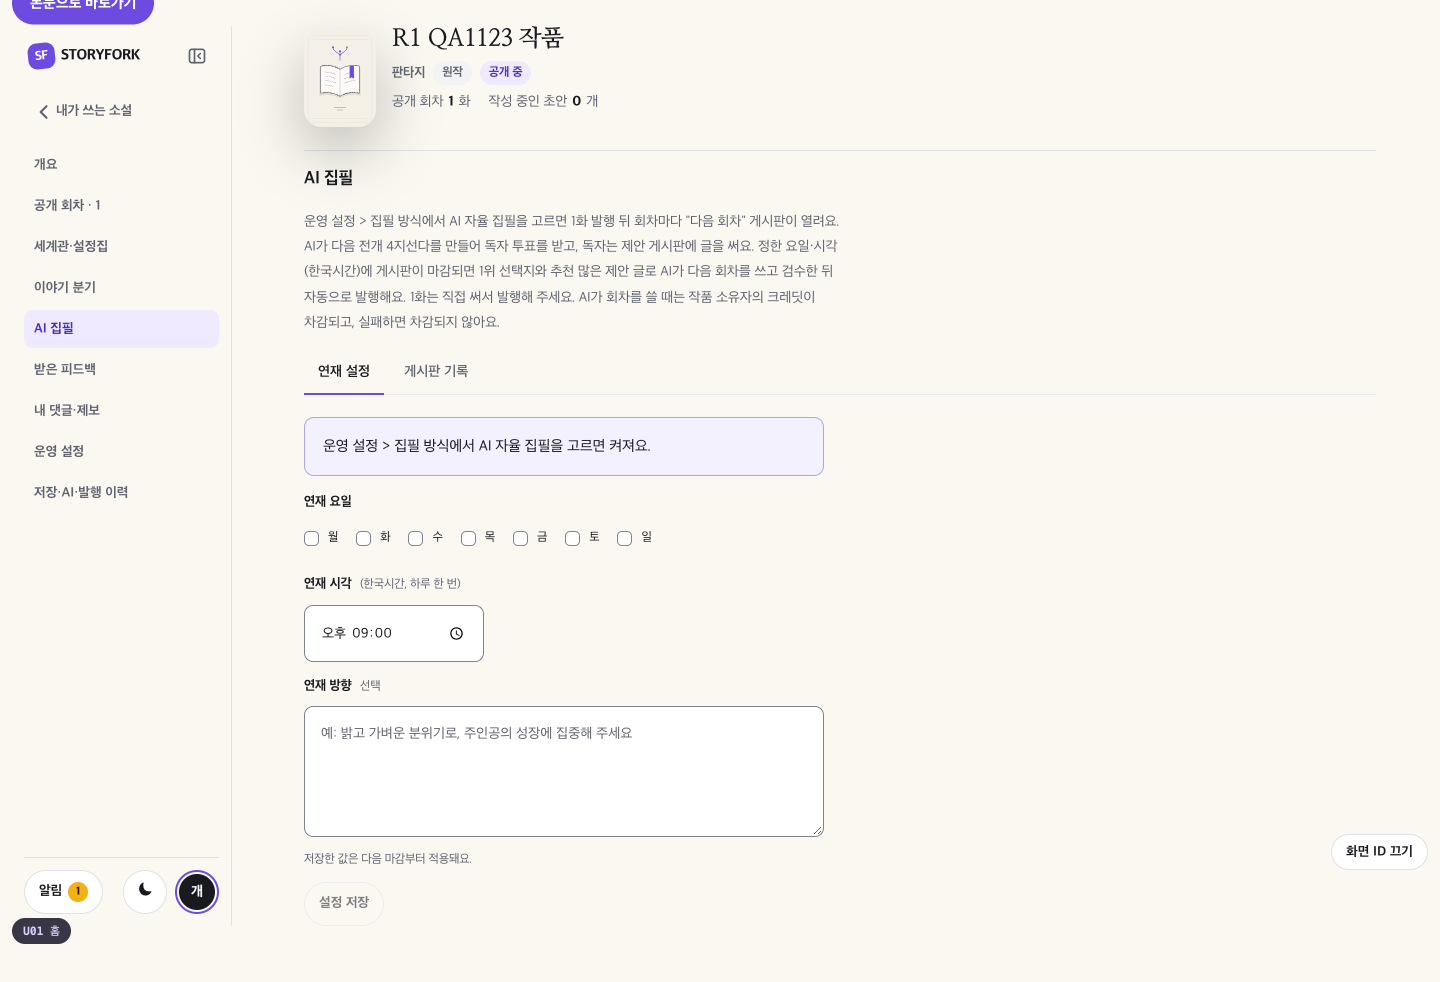 본문으로 바로가기
SF STORYFORK
내가 쓰는 소설
개요
공개 회차 · 1
세계관·설정집
이야기 분기
AI 집필
받은 피드백
내 댓글·제보
운영 설정
저장·AI·발행 이력
알림 1
개
U01 홈
R1 QA1123 작품
판타지 원작 공개 중
공개 회차 1 화 작성 중인 초안 0 개
AI 집필
운영 설정 > 집필 방식에서 AI 자율 집필을 고르면 1화 발행 뒤 회차마다 "다음 회차" 게시판이 열려요.
AI가 다음 전개 4지선다를 만들어 독자 투표를 받고, 독자는 제안 게시판에 글을 써요. 정한 요일·시각
(한국시간)에 게시판이 마감되면 1위 선택지와 추천 많은 제안 글로 AI가 다음 회차를 쓰고 검수한 뒤
자동으로 발행해요. 1화는 직접 써서 발행해 주세요. AI가 회차를 쓸 때는 작품 소유자의 크레딧이
차감되고, 실패하면 차감되지 않아요.
연재 설정 게시판 기록
운영 설정 > 집필 방식에서 AI 자율 집필을 고르면 켜져요.
연재 요일
월 화 수 목 금 토 일
연재 시각 (한국시간, 하루 한 번)
오후 09:00
연재 방향 선택
예: 밝고 가벼운 분위기로, 주인공의 성장에 집중해 주세요
저장한 값은 다음 마감부터 적용돼요.
설정 저장
화면 ID 끄기